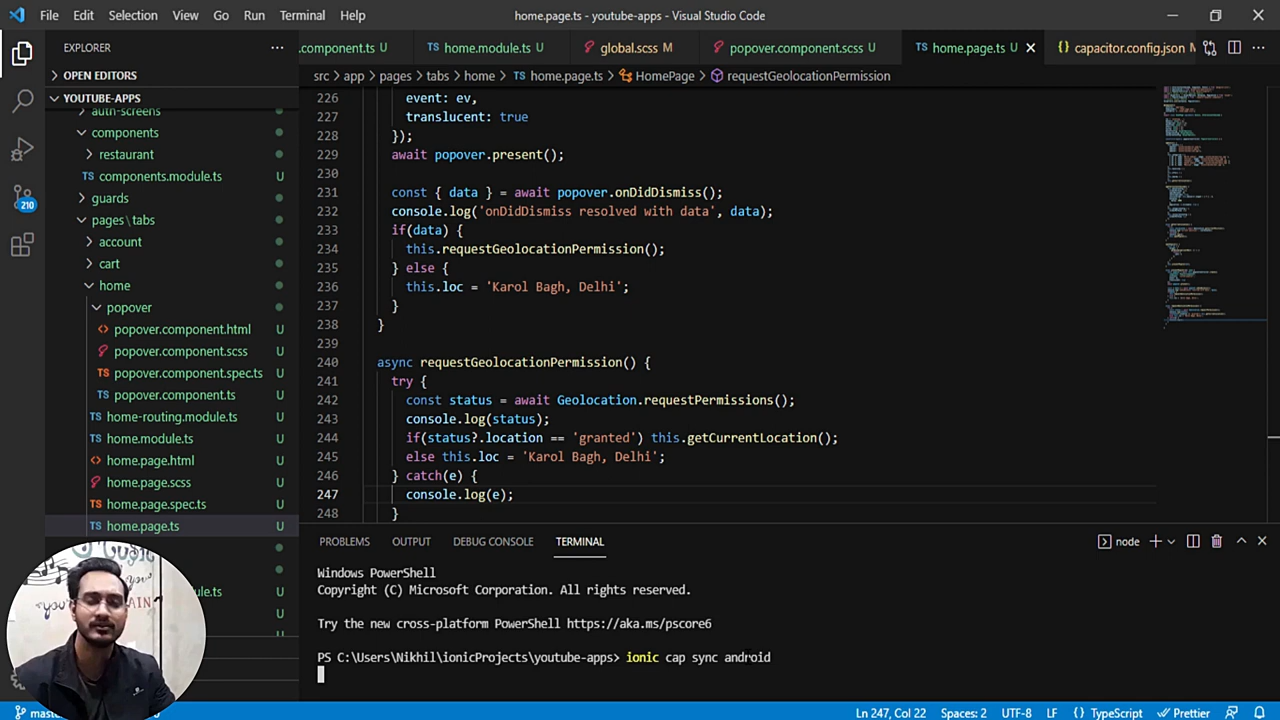 File Edit Selection View Go Run Terminal Help
home.page.ts - youtube-apps - Visual Studio Code
EXPLORER
.component.ts
home.module.ts M
global.scss M
popover.component.scss U
home.page.ts U
capacitor.config.json M
OPEN EDITORS
src > app > pages > tabs > home > TS home.page.ts > HomePage > requestGeolocationPermission
YOUTUBE-APPS
auth-screens
components
restaurant
components.module.ts U
guards
pages \ tabs
account
cart
home
popover
popover.component.html U
popover.component.scss U
TS popover.component.spec.ts U
TS popover.component.ts U
TS home-routing.module.ts U
TS home.module.ts U
home.page.html U
home.page.scss U
TS home.page.spec.ts U
TS home.page.ts U
ule.ts U
U
U
210
226 event: ev,
227 translucent: true
228 });
229 await popover.present();
230
231 const { data } = await popover.onDidDismiss();
232 console.log('onDidDismiss resolved with data', data);
233 if(data) {
234 this.requestGeolocationPermission();
235 } else {
236 this.loc = 'Karol Bagh, Delhi';
237 }
238 }
239
240 async requestGeolocationPermission() {
241 try {
242 const status = await Geolocation.requestPermissions();
243 console.log(status);
244 if(status?.location == 'granted') this.getCurrentLocation();
245 else this.loc = 'Karol Bagh, Delhi';
246 } catch(e) {
247 console.log(e);
248 }
PROBLEMS OUTPUT DEBUG CONSOLE TERMINAL
node
Windows PowerShell
Copyright (C) Microsoft Corporation. All rights reserved.
Try the new cross-platform PowerShell https://aka.ms/pscore6
PS C:\Users\Nikhil\ionicProjects\youtube-apps> ionic cap sync android
Ln 247, Col 22 Spaces: 2 UTF-8 LF {} TypeScript Prettier